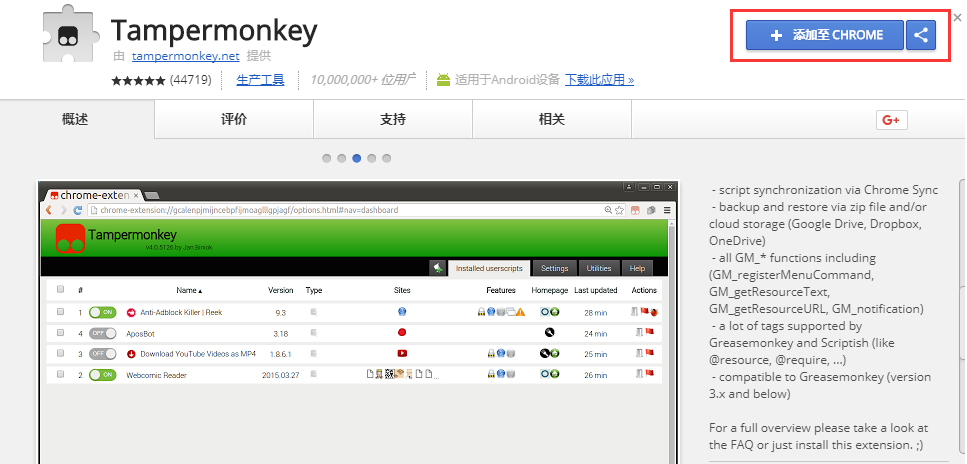 Tampermonkey
由 tampermonkey.net 提供
★★★★★ (44719) 生产工具 10,000,000+ 位用户 适用于Android设备 下载此应用 »
+ 添加至 CHROME
概述 评价 支持 相关
G+
chrome-exten ×
chrome-extension://gcalenpjmijncebpfijmoaglllgpjagf/options.html#nav=dashboard
Tampermonkey
v4.0.5126 by Jan Biniok
Installed userscripts Settings Utilities Help
# Name ▴ Version Type Sites Features Homepage Last updated Actions
1 ON Anti-Adblock Killer | Reek 9.3 28 min
4 OFF AposBot 3.18 24 min
3 OFF Download YouTube Videos as MP4 1.8.6.1 25 min
2 ON Webcomic Reader 2015.03.27 ... 26 min
- script synchronization via Chrome Sync
- backup and restore via zip file and/or
cloud storage (Google Drive, Dropbox,
OneDrive)
- all GM_* functions including
(GM_registerMenuCommand,
GM_getResourceText,
GM_getResourceURL, GM_notification)
- a lot of tags supported by
Greasemonkey and Scriptish (like
@resource, @require, ...)
- compatible to Greasemonkey (version
3.x and below)
For a full overview please take a look at
the FAQ or just install this extension. ;)